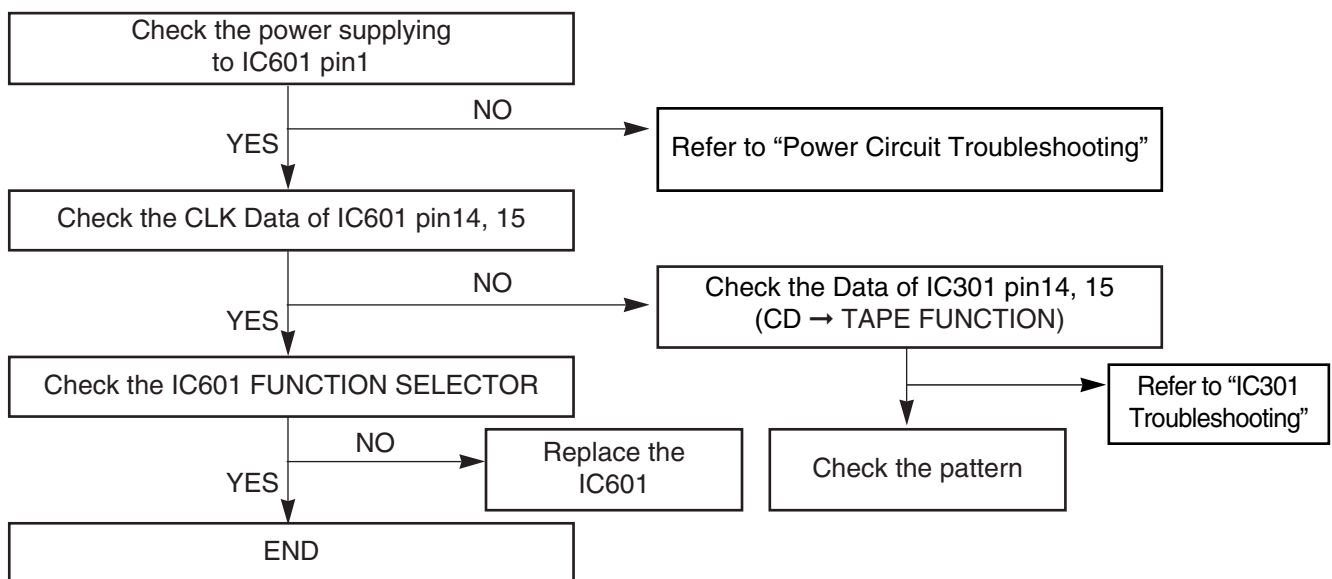 Check the power supplying
to IC601 pin1
NO
YES
Refer to “Power Circuit Troubleshooting”
Check the CLK Data of IC601 pin14, 15
NO
YES
Check the Data of IC301 pin14, 15
(CD → TAPE FUNCTION)
Check the IC601 FUNCTION SELECTOR
Refer to “IC301
Troubleshooting”
NO
YES
Replace the
IC601
Check the pattern
END